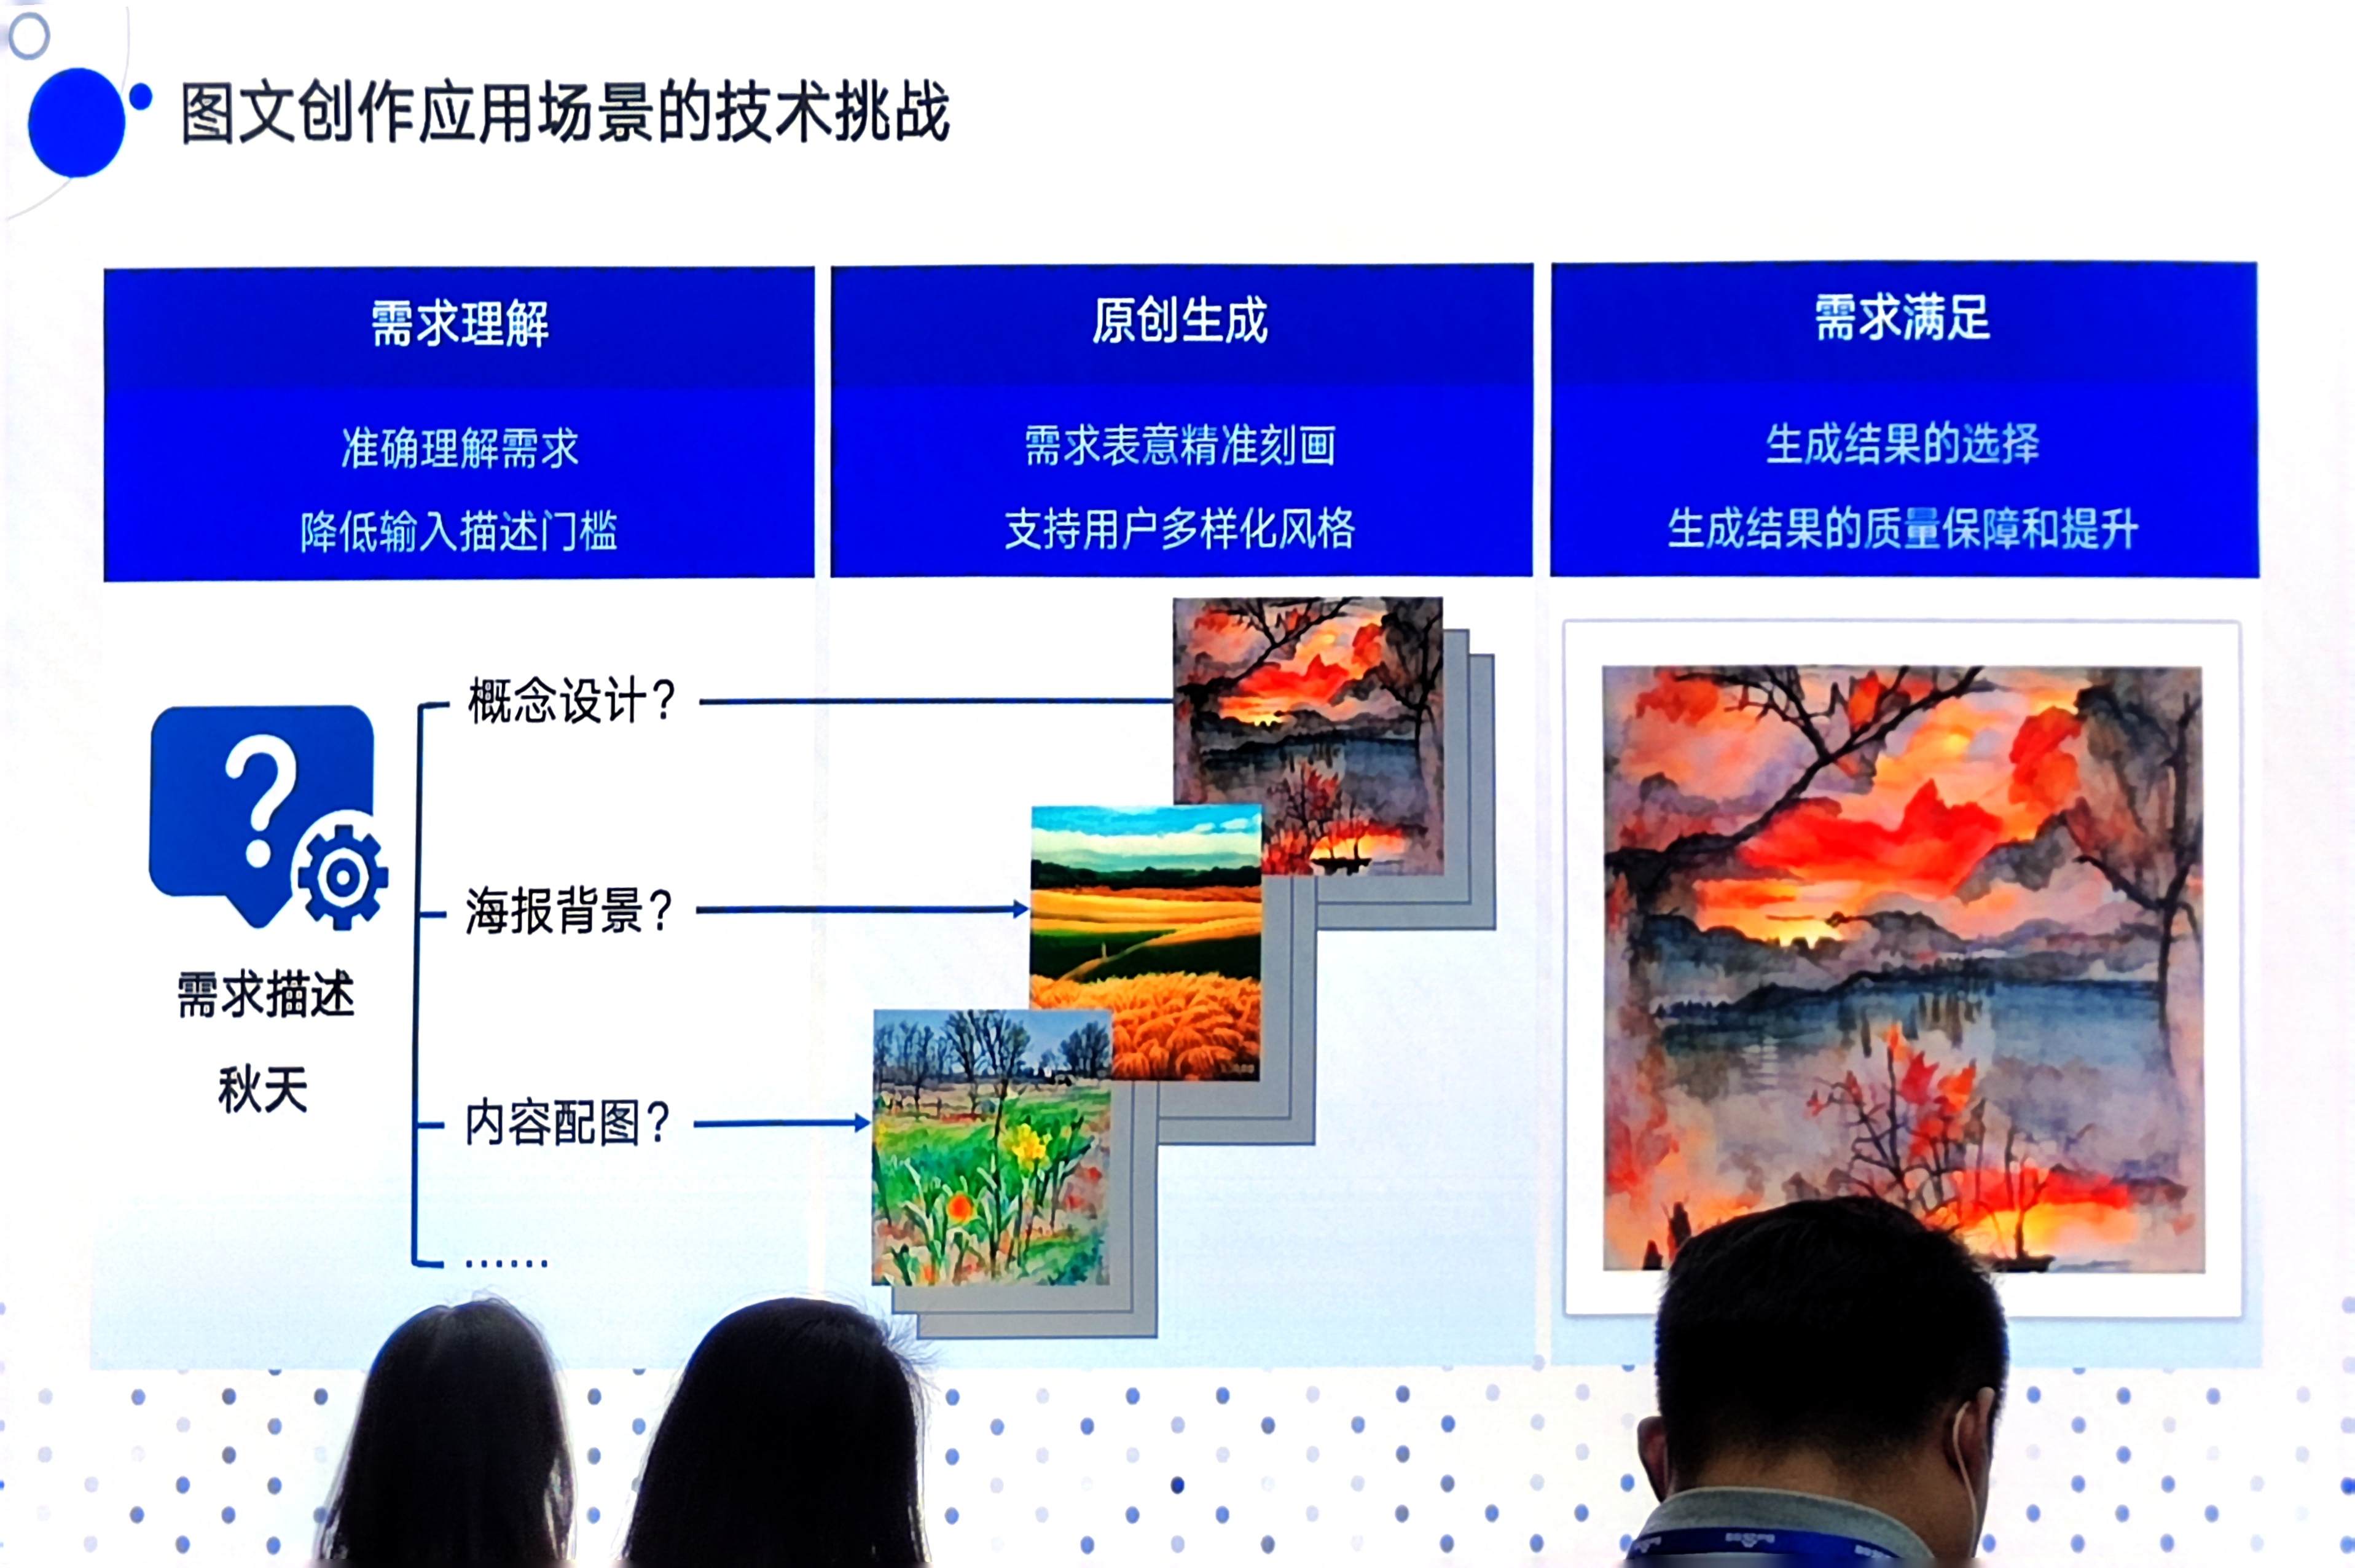 图文创作应用场景的技术挑战
需求理解
准确理解需求
降低输入描述门槛
原创生成
需求表意精准刻画
支持用户多样化风格
需求满足
生成结果的选择
生成结果的质量保障和提升
需求描述
秋天
概念设计？
海报背景？
内容配图？
......